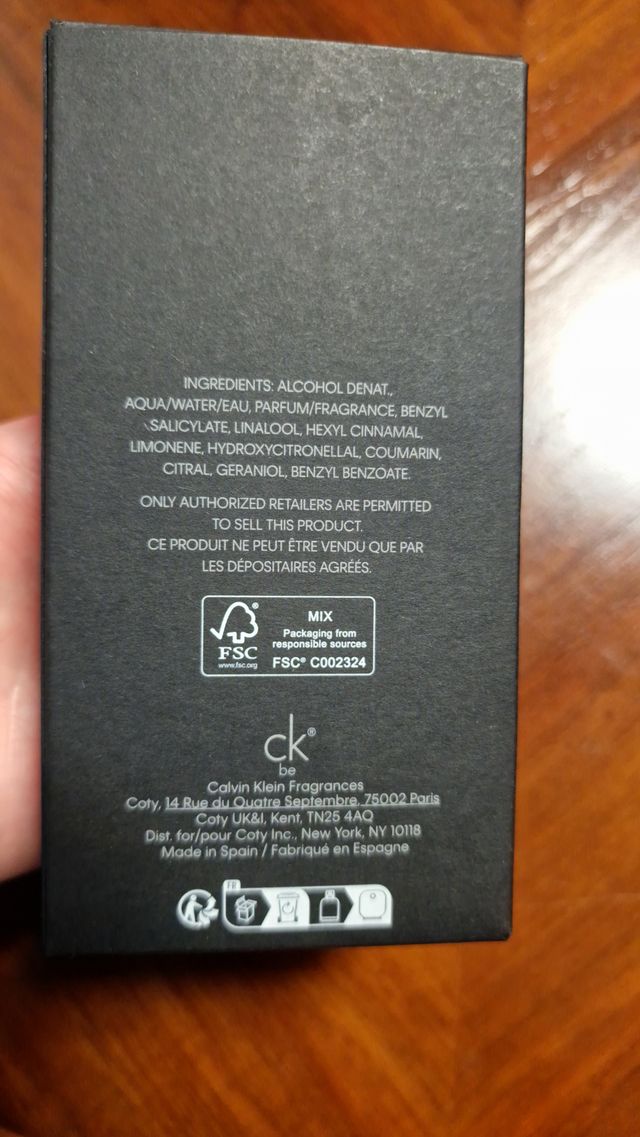 INGREDIENTS: ALCOHOL DENAT.,
AQUA/WATER/EAU, PARFUM/FRAGRANCE, BENZYL
SALICYLATE, LINALOOL, HEXYL CINNAMAL,
LIMONENE, HYDROXYCITRONELLAL, COUMARIN,
CITRAL, GERANIOL, BENZYL BENZOATE.
ONLY AUTHORIZED RETAILERS ARE PERMITTED
TO SELL THIS PRODUCT.
CE PRODUIT NE PEUT ÊTRE VENDU QUE PAR
LES DÉPOSITAIRES AGRÉÉS.
FSC®
www.fsc.org
MIX
Packaging from
responsible sources
FSC® C002324
ck®
be
Calvin Klein Fragrances
Coty, 14 Rue du Quatre Septembre, 75002 Paris
Coty UK&I, Kent, TN25 4AQ
Dist. for/pour Coty Inc., New York, NY 10118
Made in Spain / Fabriqué en Espagne
FR